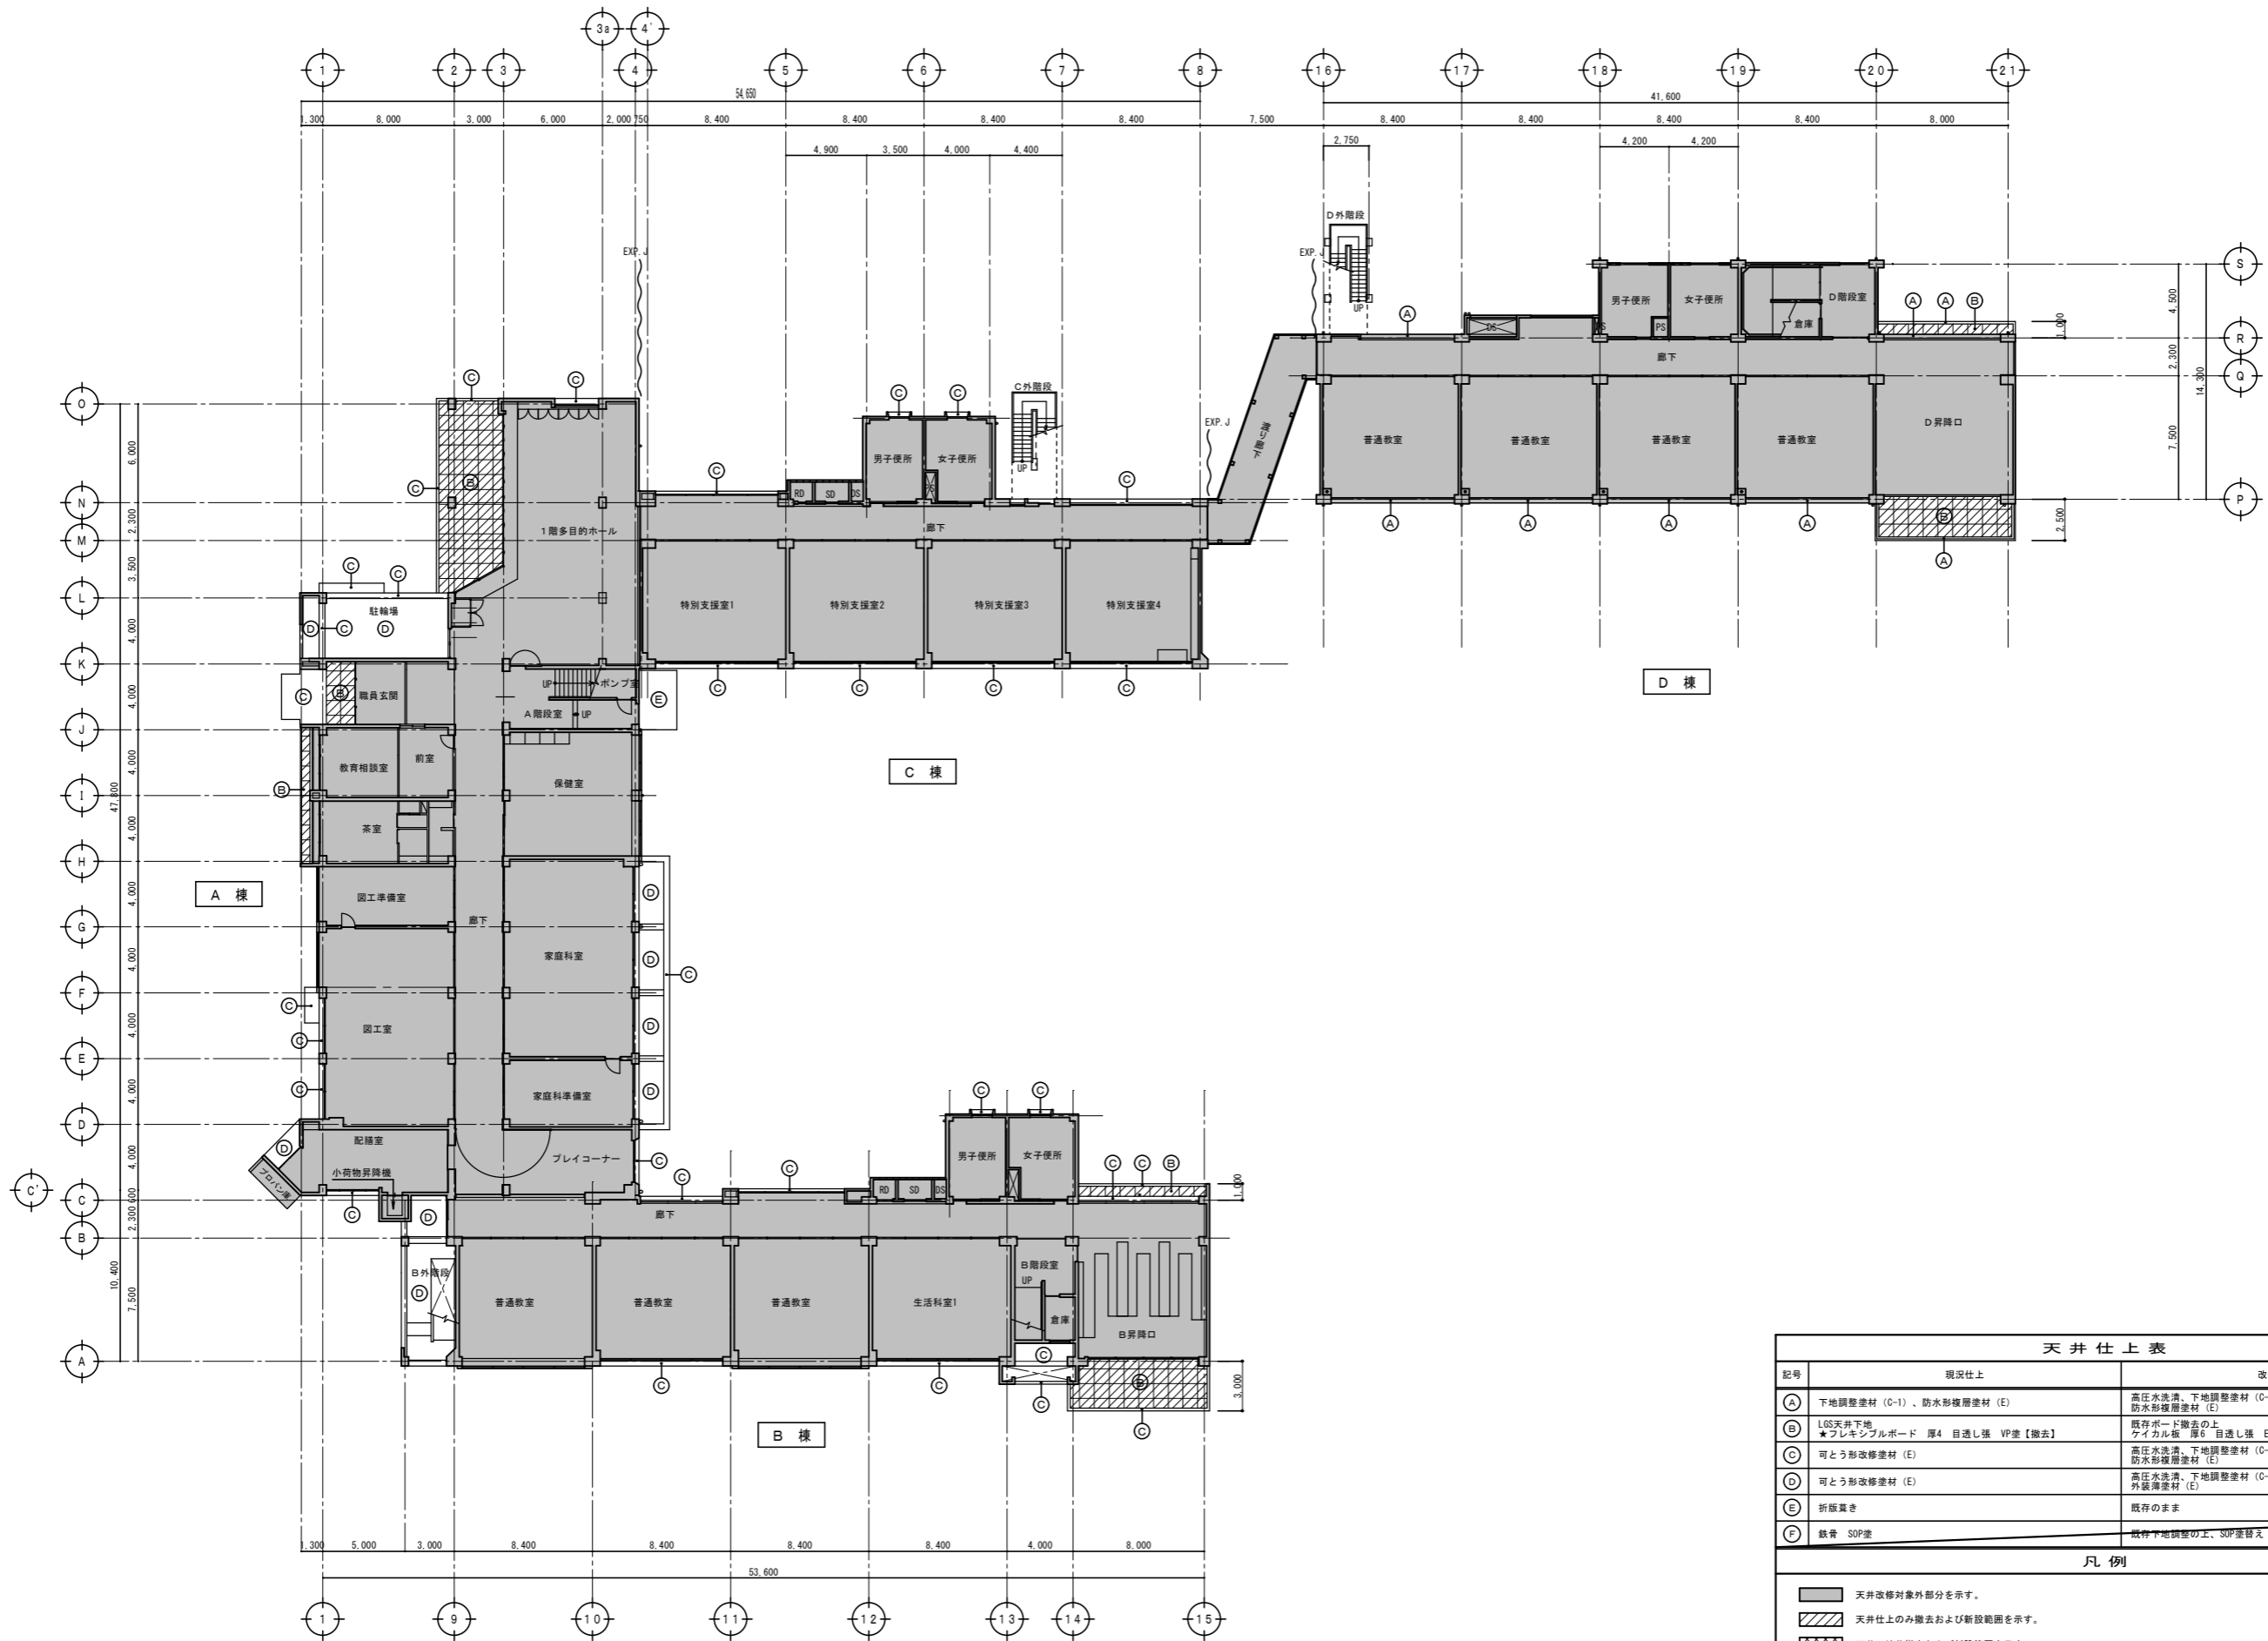 3a 4'
1 2 3 4 5 6 7 8 16 17 18 19 20 21
54,650
41,600
1,300 8,000 3,000 6,000 2,000 750 8,400 8,400 8,400 8,400 7,500 8,400 8,400 8,400 8,400 8,000
4,900 3,500 4,000 4,400
2,750
4,200 4,200
D外階段
EXP.J
EXP.J
UP
男子便所 女子便所 D階段室
倉庫
DS
PS
A
A A B
廊下
S
R
Q
P
4,500
2,300
7,500
14,300
1,000
2,500
普通教室 普通教室 普通教室 普通教室 D昇降口
A A A A
B
A
D 棟
渡り廊下
EXP.J
C C
C C
C外階段
男子便所 女子便所
UP
RD SD DS
PS
C
C
C
B
1階多目的ホール
廊下
特別支援室1 特別支援室2 特別支援室3 特別支援室4
C C C C
C 棟
C C
駐輪場
D C D
C B 職員玄関
UP ポンプ室
E
A階段室 UP
教育相談室 前室
保健室
B
茶室
A 棟
図工準備室
廊下
家庭科室
D
D
D
D
C
C
図工室
C
C
家庭科準備室
配膳室
小荷物昇降機
D
プロパン庫
プレイコーナー
C
C
D
O
N
M
L
K
J
I
H
G
F
E
D
C' C
B
A
6,000
2,300
3,500
4,000
4,000
4,000
4,000
4,000
4,000
4,000
4,000
4,000
4,000
600
2,300
7,500
47,800
10,400
C C
男子便所 女子便所
C C
RD SD DS
C C B
1,000
廊下
B外階段
D
普通教室 普通教室 普通教室 生活科室1
B階段室
UP
倉庫
B昇降口
C
C C C
B
C
3,000
B 棟
1,300 5,000 3,000 8,400 8,400 8,400 8,400 4,000 8,000
53,600
1 9 10 11 12 13 14 15
天井仕上表
記号 現況仕上 改
A 下地調整塗材(C-1)、防水形複層塗材(E) 高圧水洗清、下地調整塗材(C-
防水形複層塗材(E)
B LGS天井下地 既存ボード撤去の上
★フレキシブルボード 厚4 目透し張 VP塗【撤去】 ケイカル板 厚6 目透し張 E
C 可とう形改修塗材(E) 高圧水洗清、下地調整塗材(C-
防水形複層塗材(E)
D 可とう形改修塗材(E) 高圧水洗清、下地調整塗材(C-
外装薄塗材(E)
E 折版葺き 既存のまま
F 鉄骨 SOP塗 既存下地調整の上、SOP塗替え
凡例
天井改修対象外部分を示す。
天井仕上のみ撤去および新設範囲を示す。